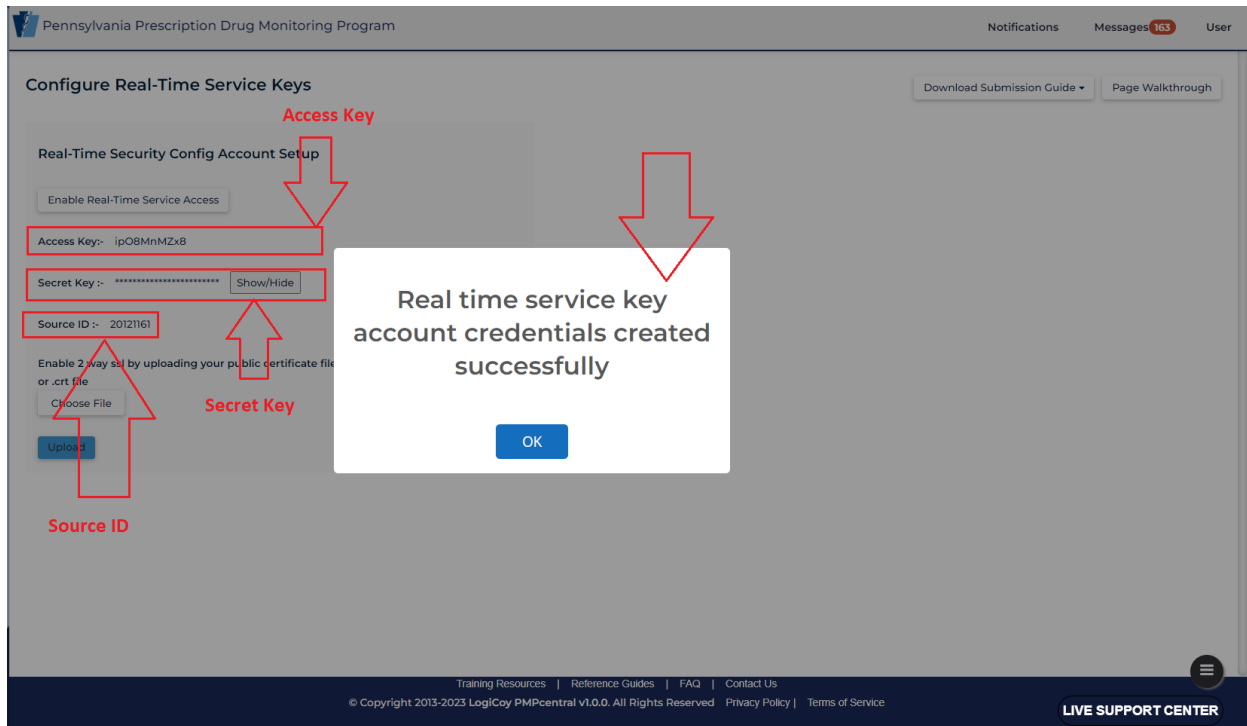 Pennsylvania Prescription Drug Monitoring Program
Notifications
Messages 163
User
Configure Real-Time Service Keys
Download Submission Guide
Page Walkthrough
Access Key
Real-Time Security Config Account Setup
Enable Real-Time Service Access
Access Key:- ipO8MnMZx8
Secret Key :- ************************ Show/Hide
Source ID :- 20121161
Enable 2 way ssl by uploading your public certificate file
or .crt file
Choose File
Secret Key
Upload
Source ID
Real time service key
account credentials created
successfully
OK
Training Resources | Reference Guides | FAQ | Contact Us
© Copyright 2013-2023 LogiCoy PMPcentral v1.0.0. All Rights Reserved Privacy Policy | Terms of Service
LIVE SUPPORT CENTER